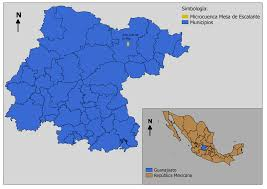 N
Simbología:
Microcuenca Mesa de Escalante
Municipios
N
Guanajuato
República Mexicana